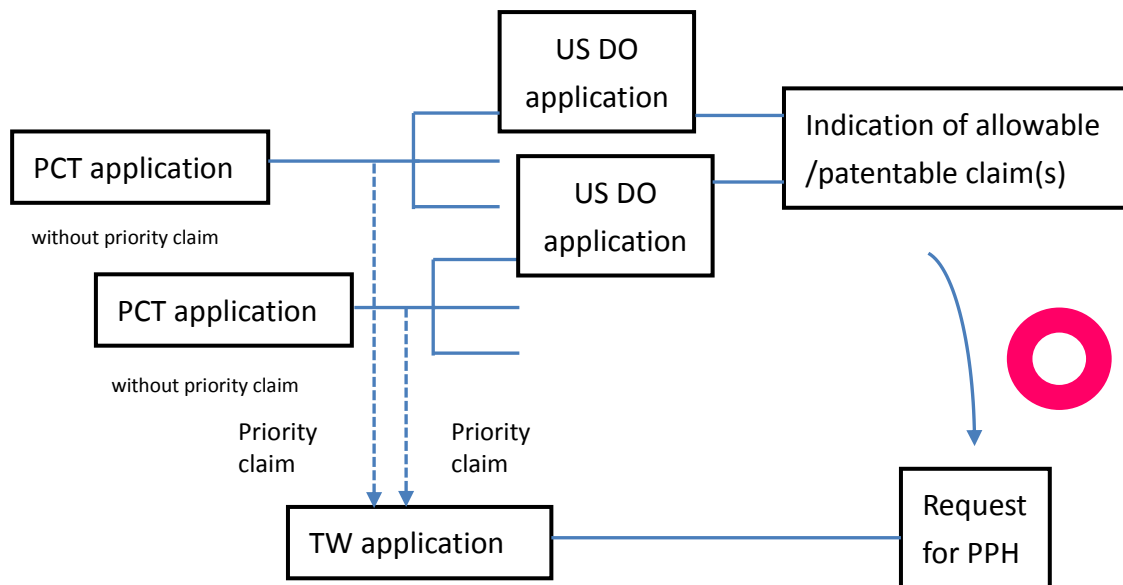 US DO
application
Indication of allowable
/patentable claim(s)
PCT application
without priority claim
US DO
application
PCT application
without priority claim
Priority
claim
Priority
claim
TW application
Request
for PPH